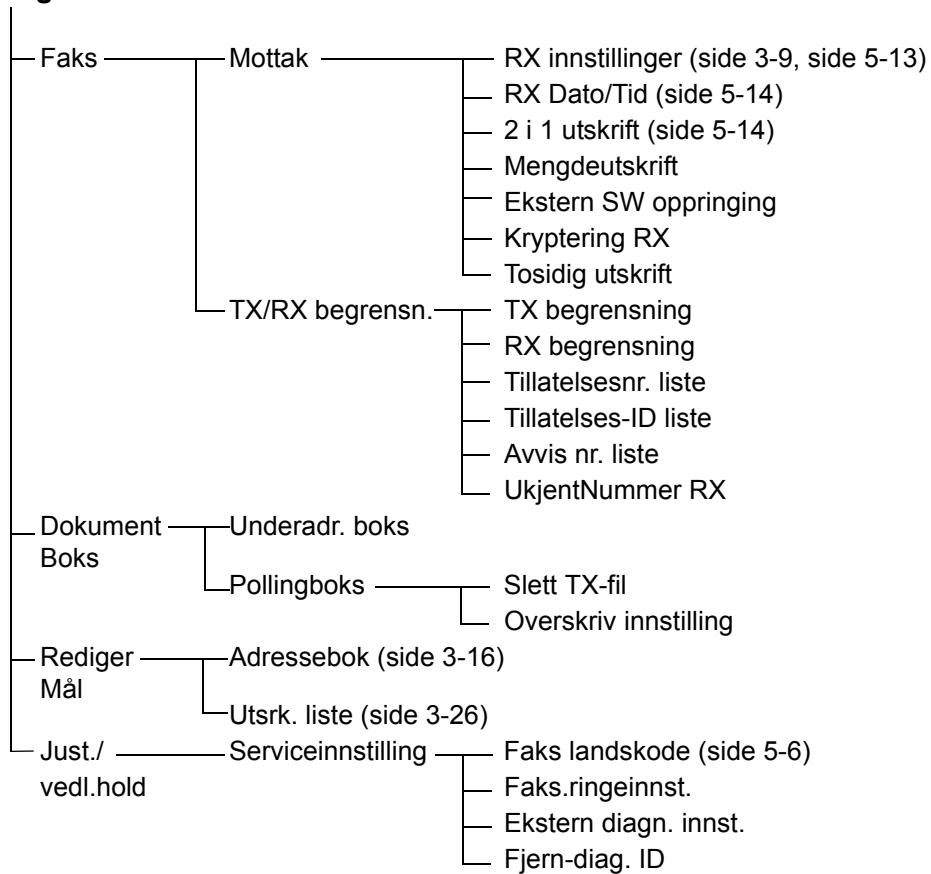 Faks Mottak RX innstillinger (side 3-9, side 5-13)
RX Dato/Tid (side 5-14)
2 i 1 utskrift (side 5-14)
Mengdeutskrift
Ekstern SW oppringing
Kryptering RX
Tosidig utskrift
TX/RX begrensn. TX begrensning
RX begrensning
Tillatelsesnr. liste
Tillatelses-ID liste
Avvis nr. liste
UkjentNummer RX
Dokument Underadr. boks
Boks
Pollingboks Slett TX-fil
Overskriv innstilling
Rediger Adressebok (side 3-16)
Mål
Utsrk. liste (side 3-26)
Just./ Serviceinnstilling Faks landskode (side 5-6)
vedl.hold Faks.ringeinnst.
Ekstern diagn. innst.
Fjern-diag. ID